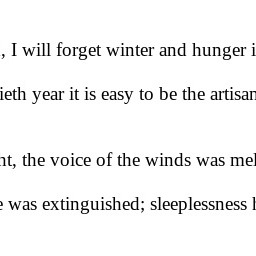 , I will forget winter and hunger i
ieth year it is easy to be the artisan
nt, the voice of the winds was mel
e was extinguished; sleeplessness h